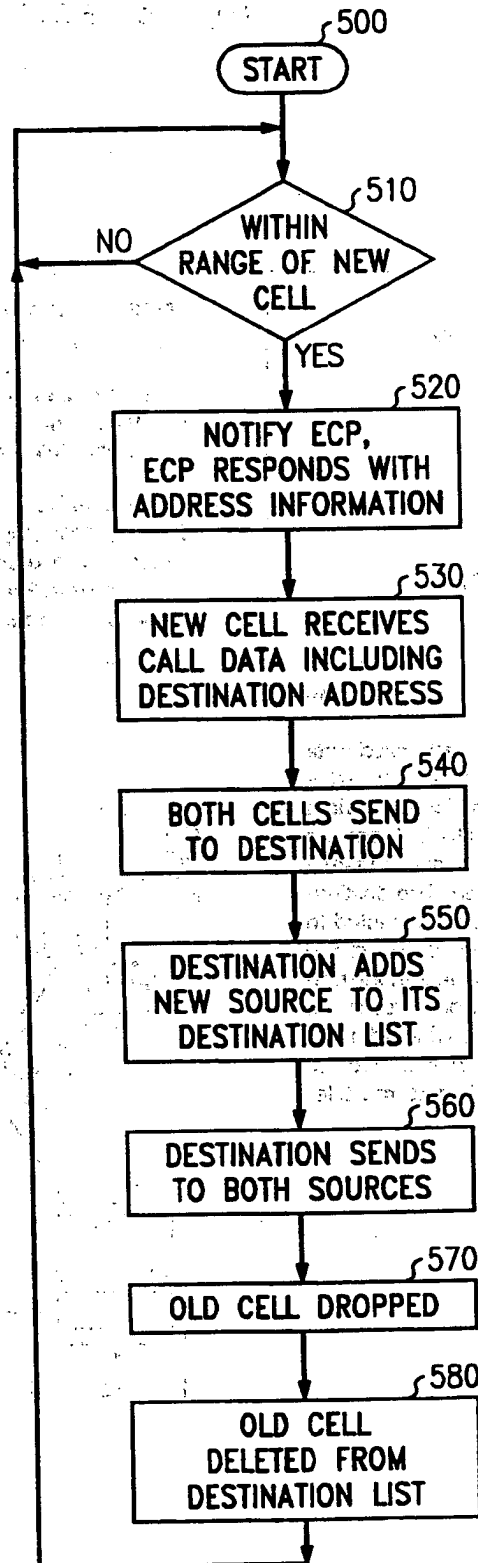 500
START
510
WITHIN
RANGE OF NEW
CELL
NO
YES
520
NOTIFY ECP,
ECP RESPONDS WITH
ADDRESS INFORMATION
530
NEW CELL RECEIVES
CALL DATA INCLUDING
DESTINATION ADDRESS
540
BOTH CELLS SEND
TO DESTINATION
550
DESTINATION ADDS
NEW SOURCE TO ITS
DESTINATION LIST
560
DESTINATION SENDS
TO BOTH SOURCES
570
OLD CELL DROPPED
580
OLD CELL
DELETED FROM
DESTINATION LIST